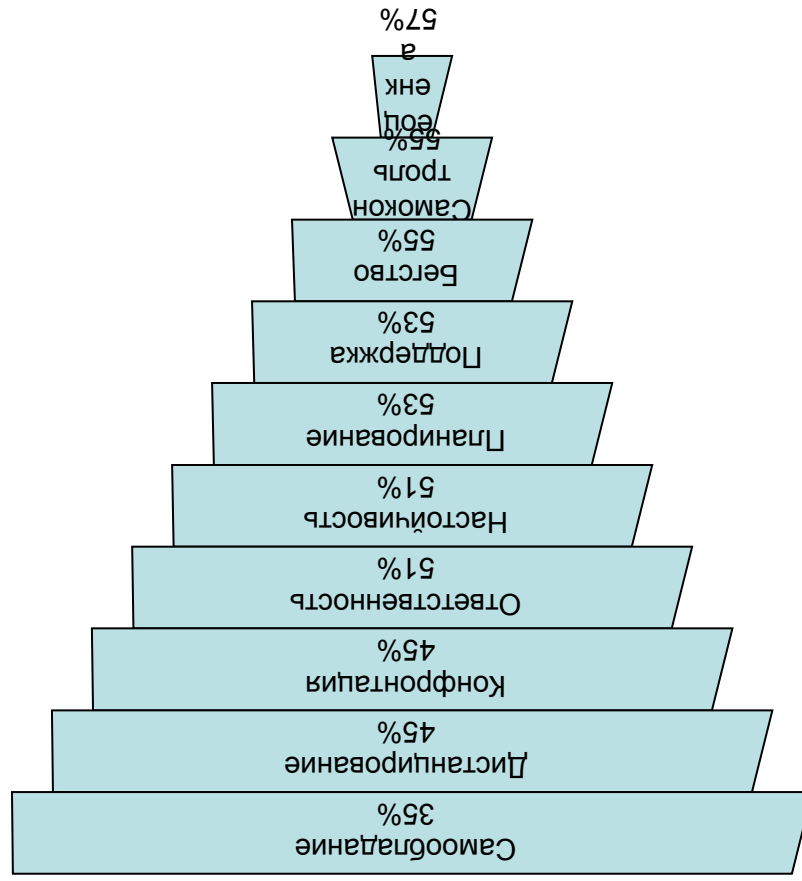 Самообладание
35%
Дистанцирование
45%
Конфронтация
45%
Ответственность
51%
Настойчивость
51%
Планирование
53%
Поддержка
53%
Бегство
55%
Самокон
троль
55%
еоц
енк
а
57%